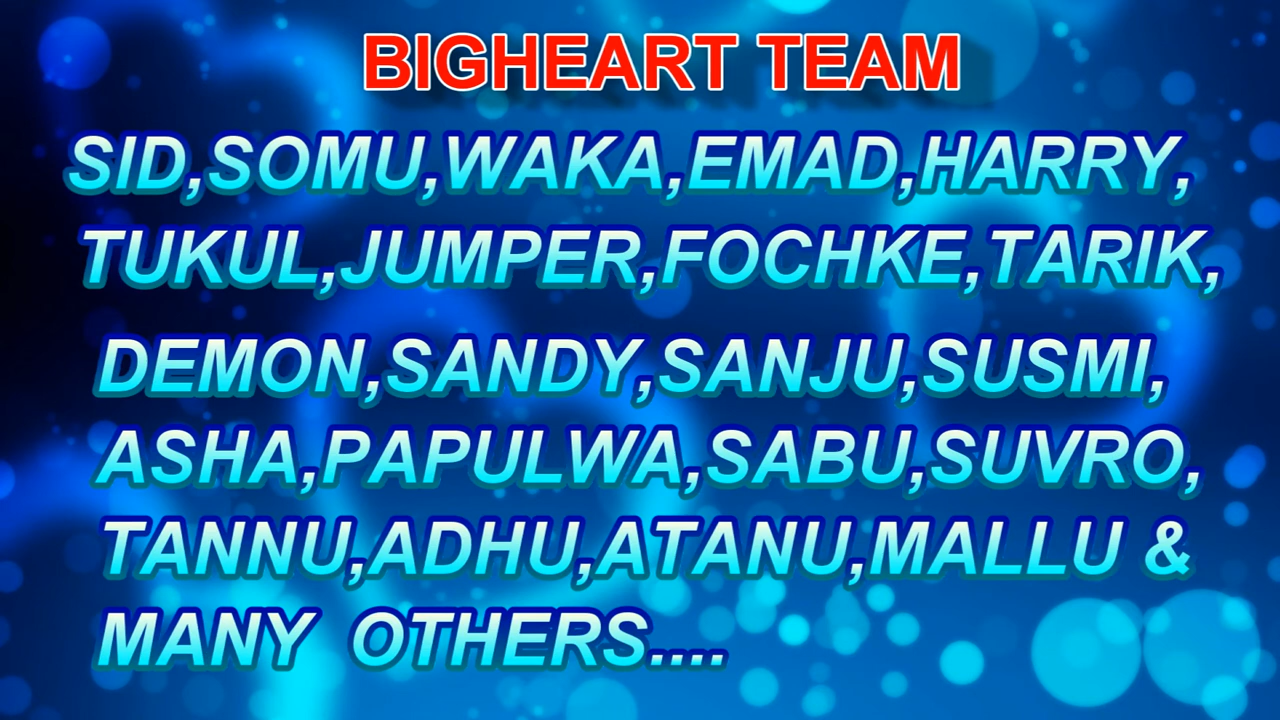 BIGHEART TEAM
SID,SOMU,WAKA,EMAD,HARRY,
TUKUL,JUMPER,FOCHKE,TARIK,
DEMON,SANDY,SANJU,SUSMI,
ASHA,PAPULWA,SABU,SUVRO,
TANNU,ADHU,ATANU,MALLU &
MANY OTHERS....